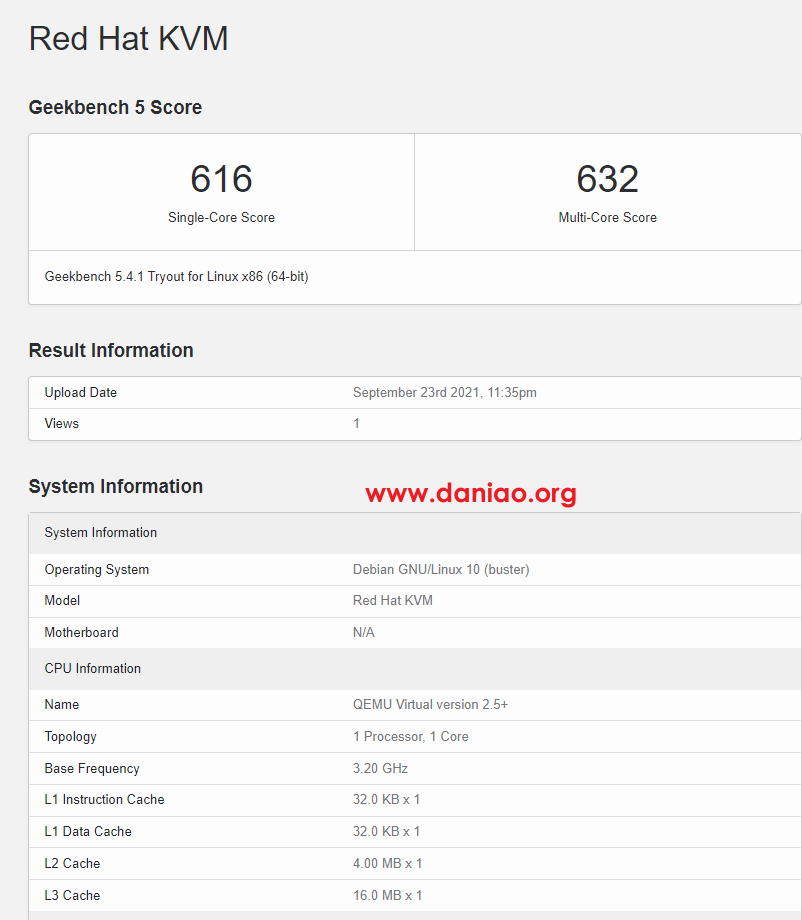 Red Hat KVM
Geekbench 5 Score
616 632
Single-Core Score Multi-Core Score
Geekbench 5.4.1 Tryout for Linux x86 (64-bit)
Result Information
Upload Date September 23rd 2021, 11:35pm
Views 1
System Information
www.daniao.org
System Information
Operating System Debian GNU/Linux 10 (buster)
Model Red Hat KVM
Motherboard N/A
CPU Information
Name QEMU Virtual version 2.5+
Topology 1 Processor, 1 Core
Base Frequency 3.20 GHz
L1 Instruction Cache 32.0 KB x 1
L1 Data Cache 32.0 KB x 1
L2 Cache 4.00 MB x 1
L3 Cache 16.0 MB x 1